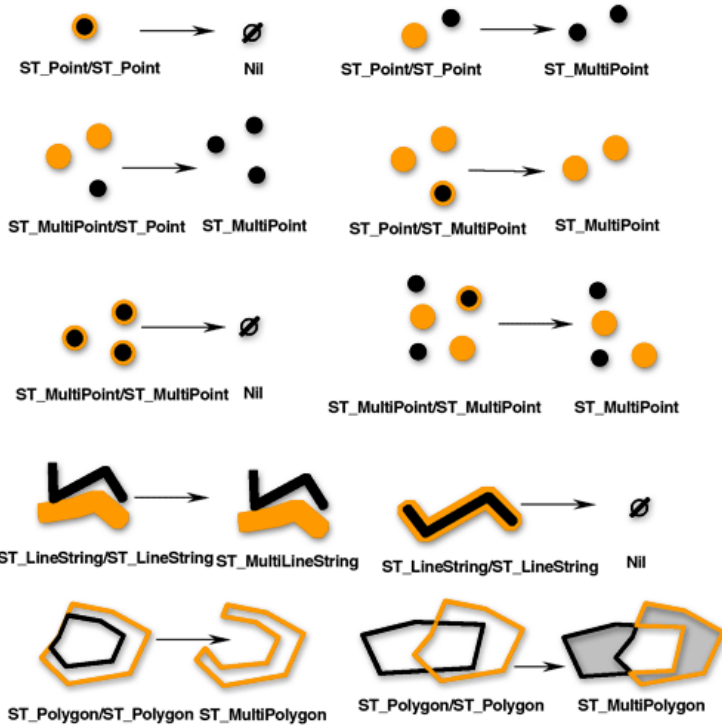 ST_Point/ST_Point Nil
ST_Point/ST_Point ST_MultiPoint
ST_MultiPoint/ST_Point ST_MultiPoint
ST_Point/ST_MultiPoint ST_MultiPoint
ST_MultiPoint/ST_MultiPoint Nil
ST_MultiPoint/ST_MultiPoint ST_MultiPoint
ST_LineString/ST_LineString ST_MultiLineString
ST_LineString/ST_LineString Nil
ST_Polygon/ST_Polygon ST_MultiPolygon
ST_Polygon/ST_Polygon ST_MultiPolygon